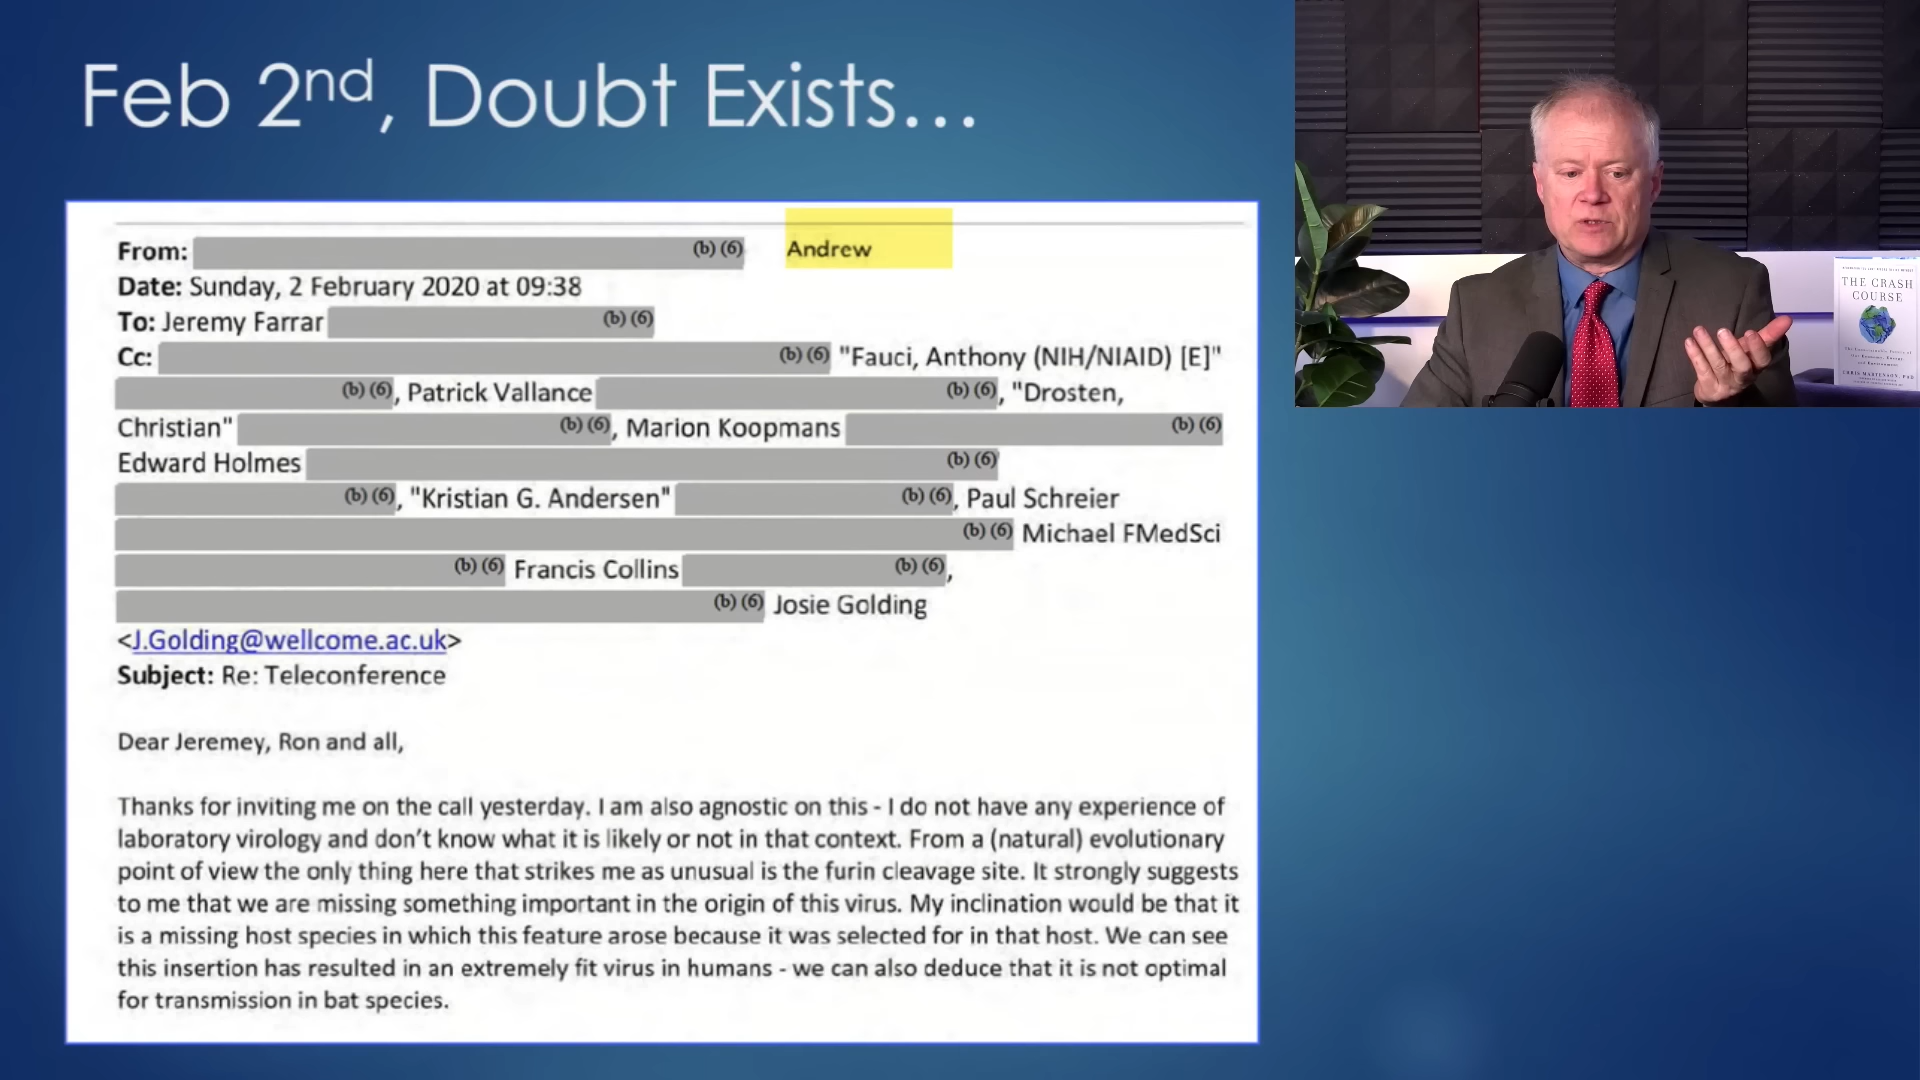 Feb 2nd, Doubt Exists...
From: (b) (6) Andrew
Date: Sunday, 2 February 2020 at 09:38
To: Jeremy Farrar (b) (6)
Cc: (b) (6) "Fauci, Anthony (NIH/NIAID) [E]"
(b) (6), Patrick Vallance (b) (6), "Drosten,
Christian" (b) (6), Marion Koopmans (b) (6)
Edward Holmes (b) (6)
(b) (6), "Kristian G. Andersen" (b) (6), Paul Schreier
(b) (6) Michael FMedSci
(b) (6) Francis Collins (b) (6),
(b) (6) Josie Golding
<J.Golding@wellcome.ac.uk>
Subject: Re: Teleconference
Dear Jeremey, Ron and all,
Thanks for inviting me on the call yesterday. I am also agnostic on this - I do not have any experience of
laboratory virology and don't know what it is likely or not in that context. From a (natural) evolutionary
point of view the only thing here that strikes me as unusual is the furin cleavage site. It strongly suggests
to me that we are missing something important in the origin of this virus. My inclination would be that it
is a missing host species in which this feature arose because it was selected for in that host. We can see
this insertion has resulted in an extremely fit virus in humans - we can also deduce that it is not optimal
for transmission in bat species.
THE CRASH
COURSE
CHRIS MARTENSON, PHD